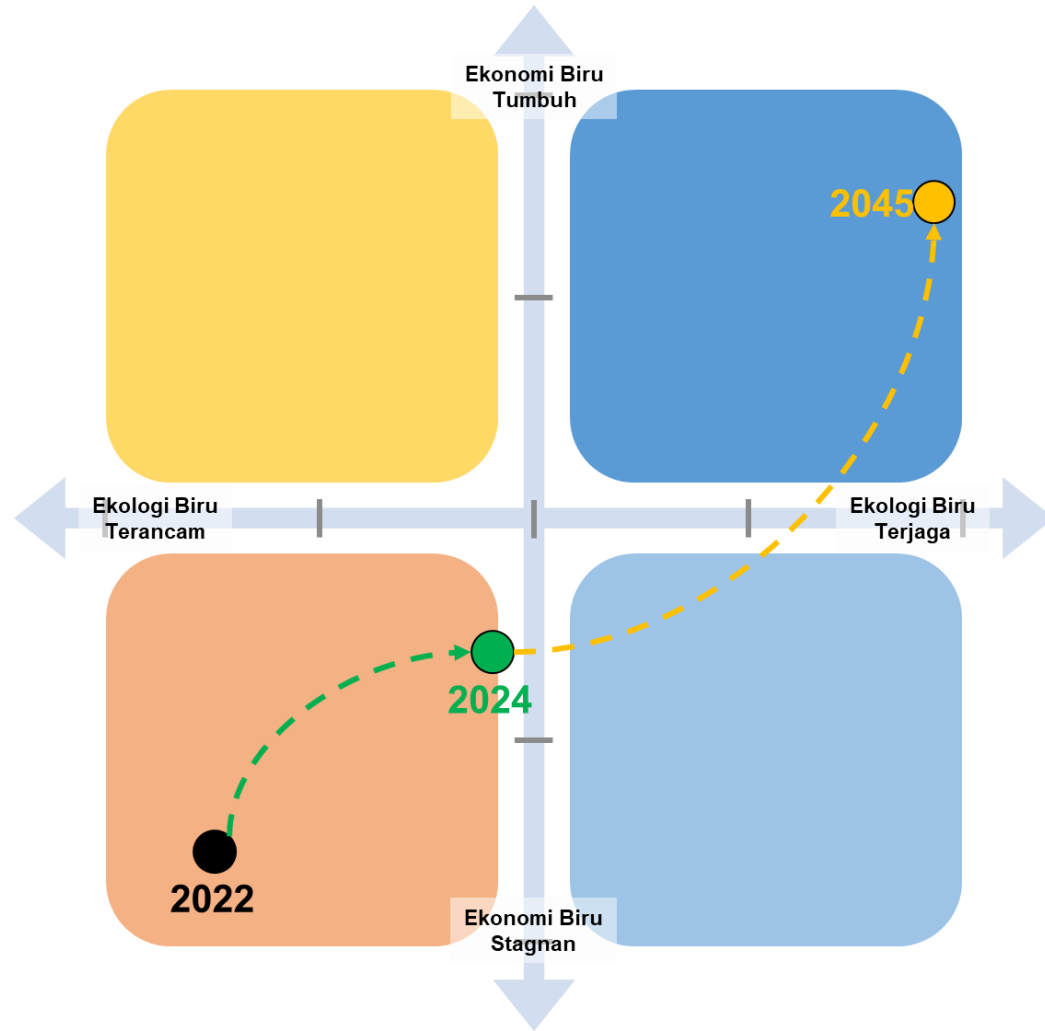 Ekonomi Biru
Tumbuh
2045
Ekologi Biru
Terancam
Ekologi Biru
Terjaga
2024
2022
Ekonomi Biru
Stagnan